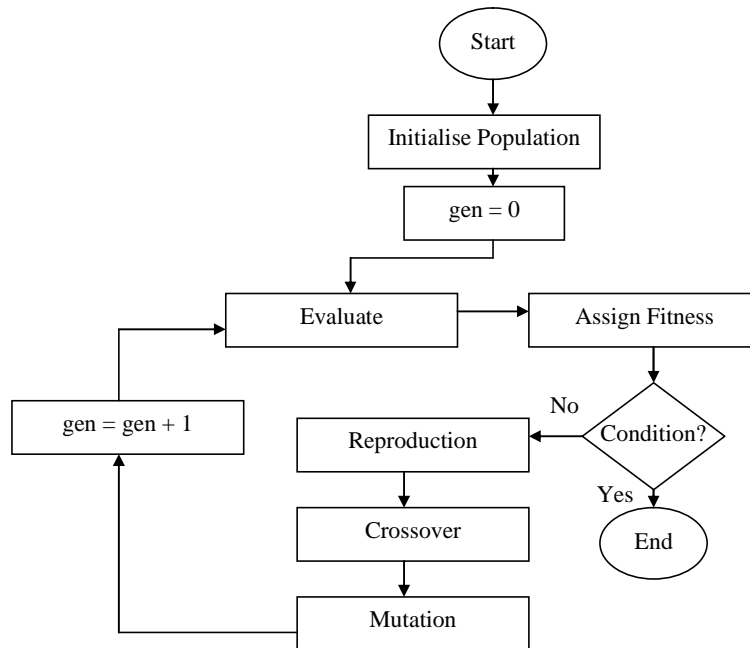 Start
Initialise Population
gen = 0
Evaluate
Assign Fitness
No
gen = gen + 1
Reproduction
Condition?
Yes
Crossover
End
Mutation